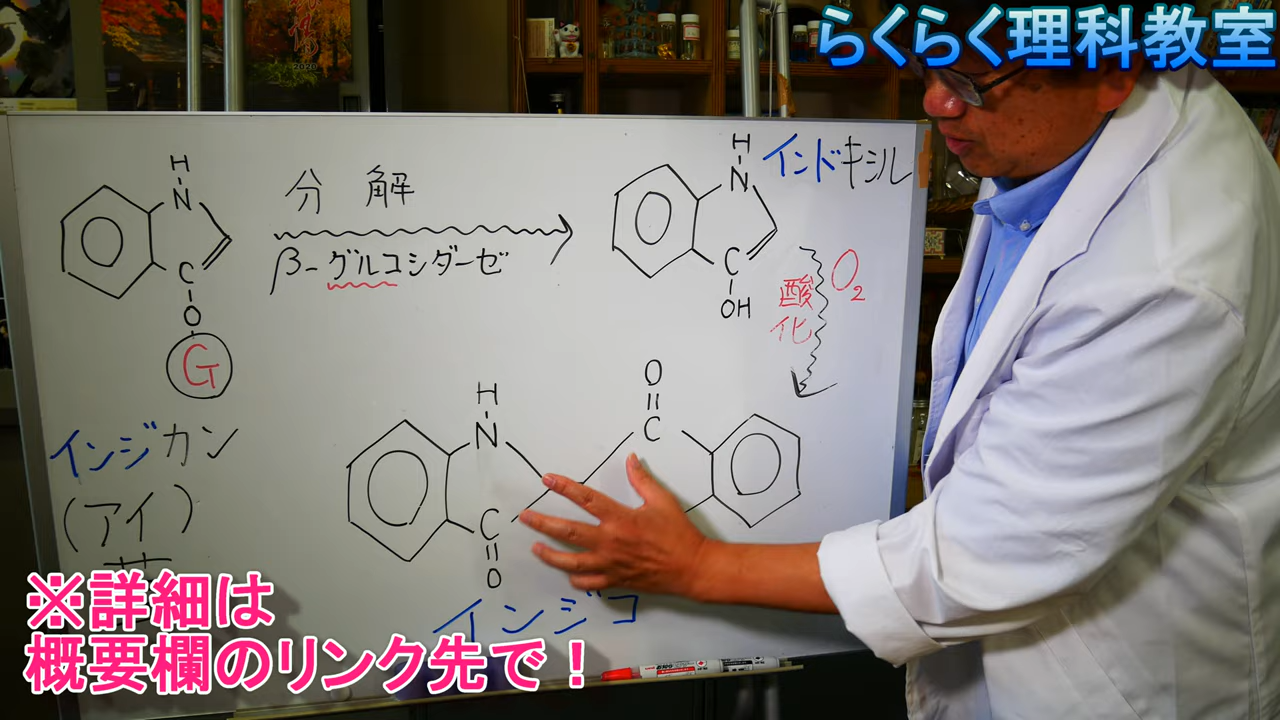 らくらく理科教室
2020
分 解
β-グルコシダーゼ
H
N
C
O
G
インジカン
(アイ)
H
N
C
OH
インドキシル
酸化
O₂
H
N
C
O
O
C
インジゴ
※詳細は
概要欄のリンク先で！